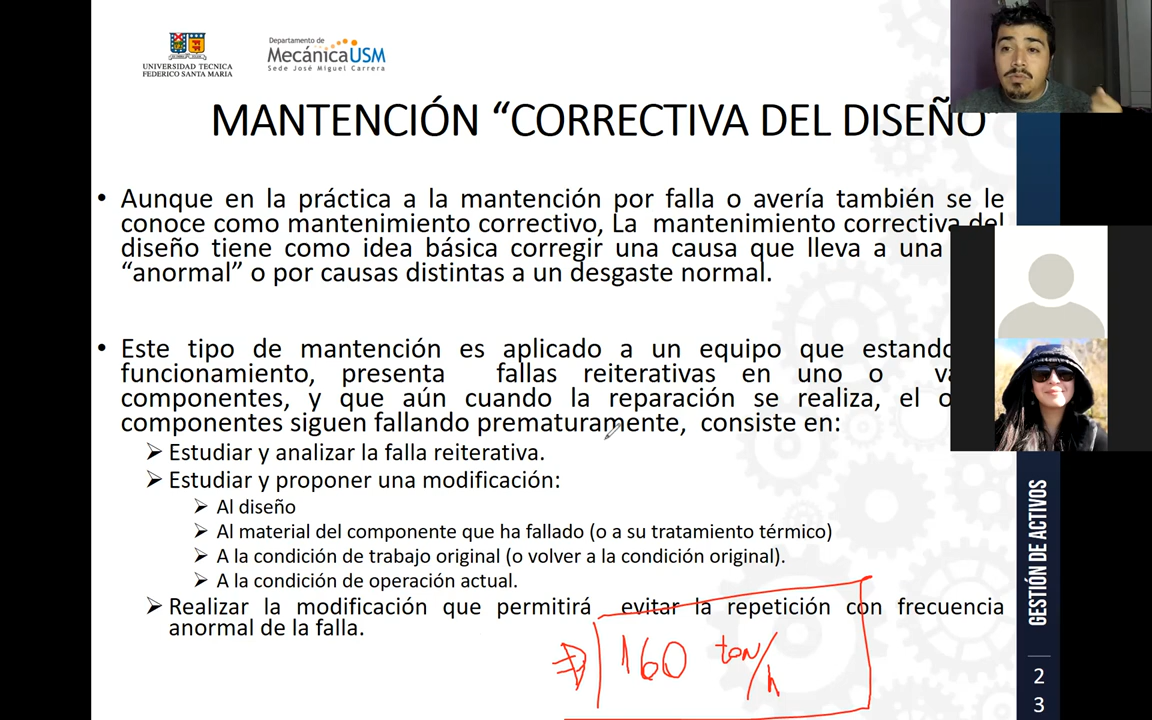 UNIVERSIDAD TECNICA
FEDERICO SANTA MARIA
Departamento de
MecánicaUSM
Sede José Miguel Carrera
MANTENCIÓN “CORRECTIVA DEL DISEÑO”
• Aunque en la práctica a la mantención por falla o avería también se le
conoce como mantenimiento correctivo, La mantenimiento correctiva del
diseño tiene como idea básica corregir una causa que lleva a una
“anormal” o por causas distintas a un desgaste normal.
• Este tipo de mantención es aplicado a un equipo que estando
funcionamiento, presenta fallas reiterativas en uno o
componentes, y que aún cuando la reparación se realiza, el
componentes siguen fallando prematuramente, consiste en:
Estudiar y analizar la falla reiterativa.
Estudiar y proponer una modificación:
Al diseño
Al material del componente que ha fallado (o a su tratamiento térmico)
A la condición de trabajo original (o volver a la condición original).
A la condición de operación actual.
Realizar la modificación que permitirá evitar la repetición con frecuencia
anormal de la falla.
160 ton/h
GESTIÓN DE ACTIVOS
2
3